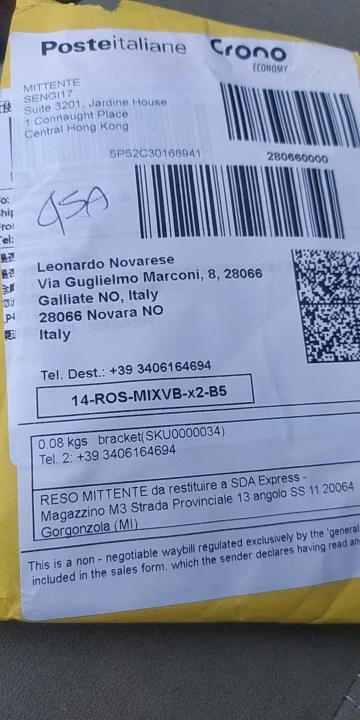 Posteitaliane Crono
ECONOMY
MITTENTE
SENGI17
Suite 3201, Jardine House
1 Connaught Place
Central Hong Kong
5P52C30166941
280660000
Leonardo Novarese
Via Guglielmo Marconi, 8, 28066
Galliate NO, Italy
28066 Novara NO
Italy
Tel. Dest.: +39 3406164694
14-ROS-MIXVB-x2-B5
0.08 kgs bracket(SKU0000034)
Tel. 2: +39 3406164694
RESO MITTENTE da restituire a SDA Express -
Magazzino M3 Strada Provinciale 13 angolo SS 11 20064
Gorgonzola (MI)
This is a non - negotiable waybill regulated exclusively by the 'general
included in the sales form. which the sender declares having read an